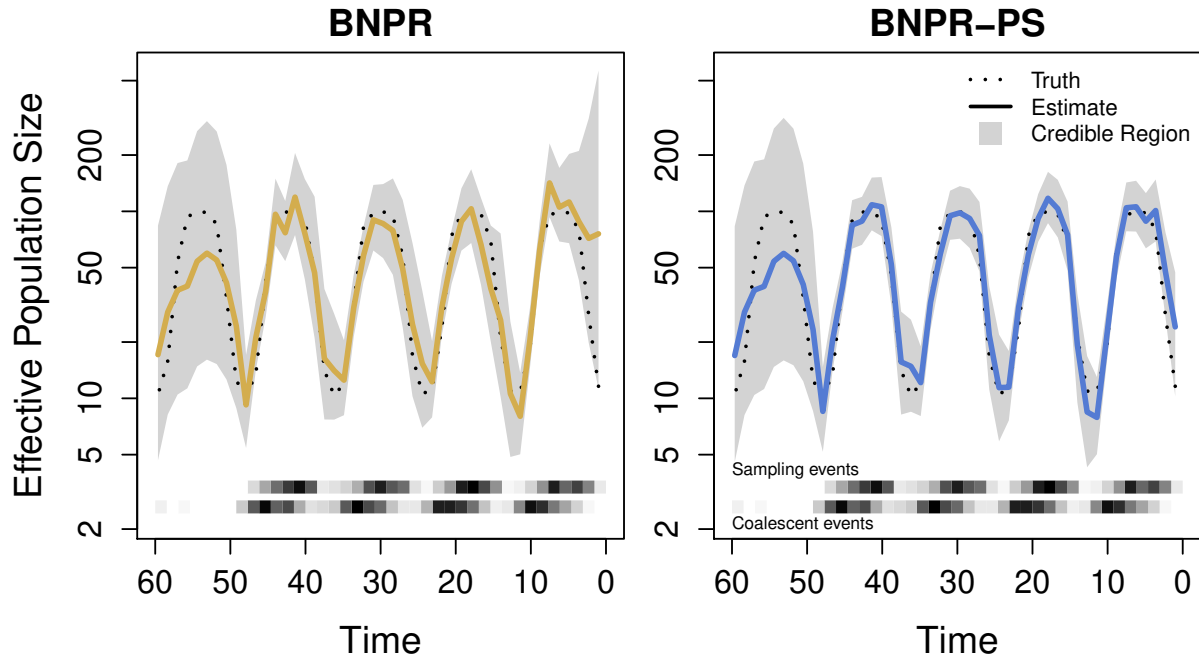 BNPR
BNPR−PS
Effective Population Size
200
50
20
10
5
2
60 50 40 30 20 10 0
Time
Truth
Estimate
Credible Region
200
50
10
5
2
Sampling events
Coalescent events
60 50 40 30 20 10 0
Time